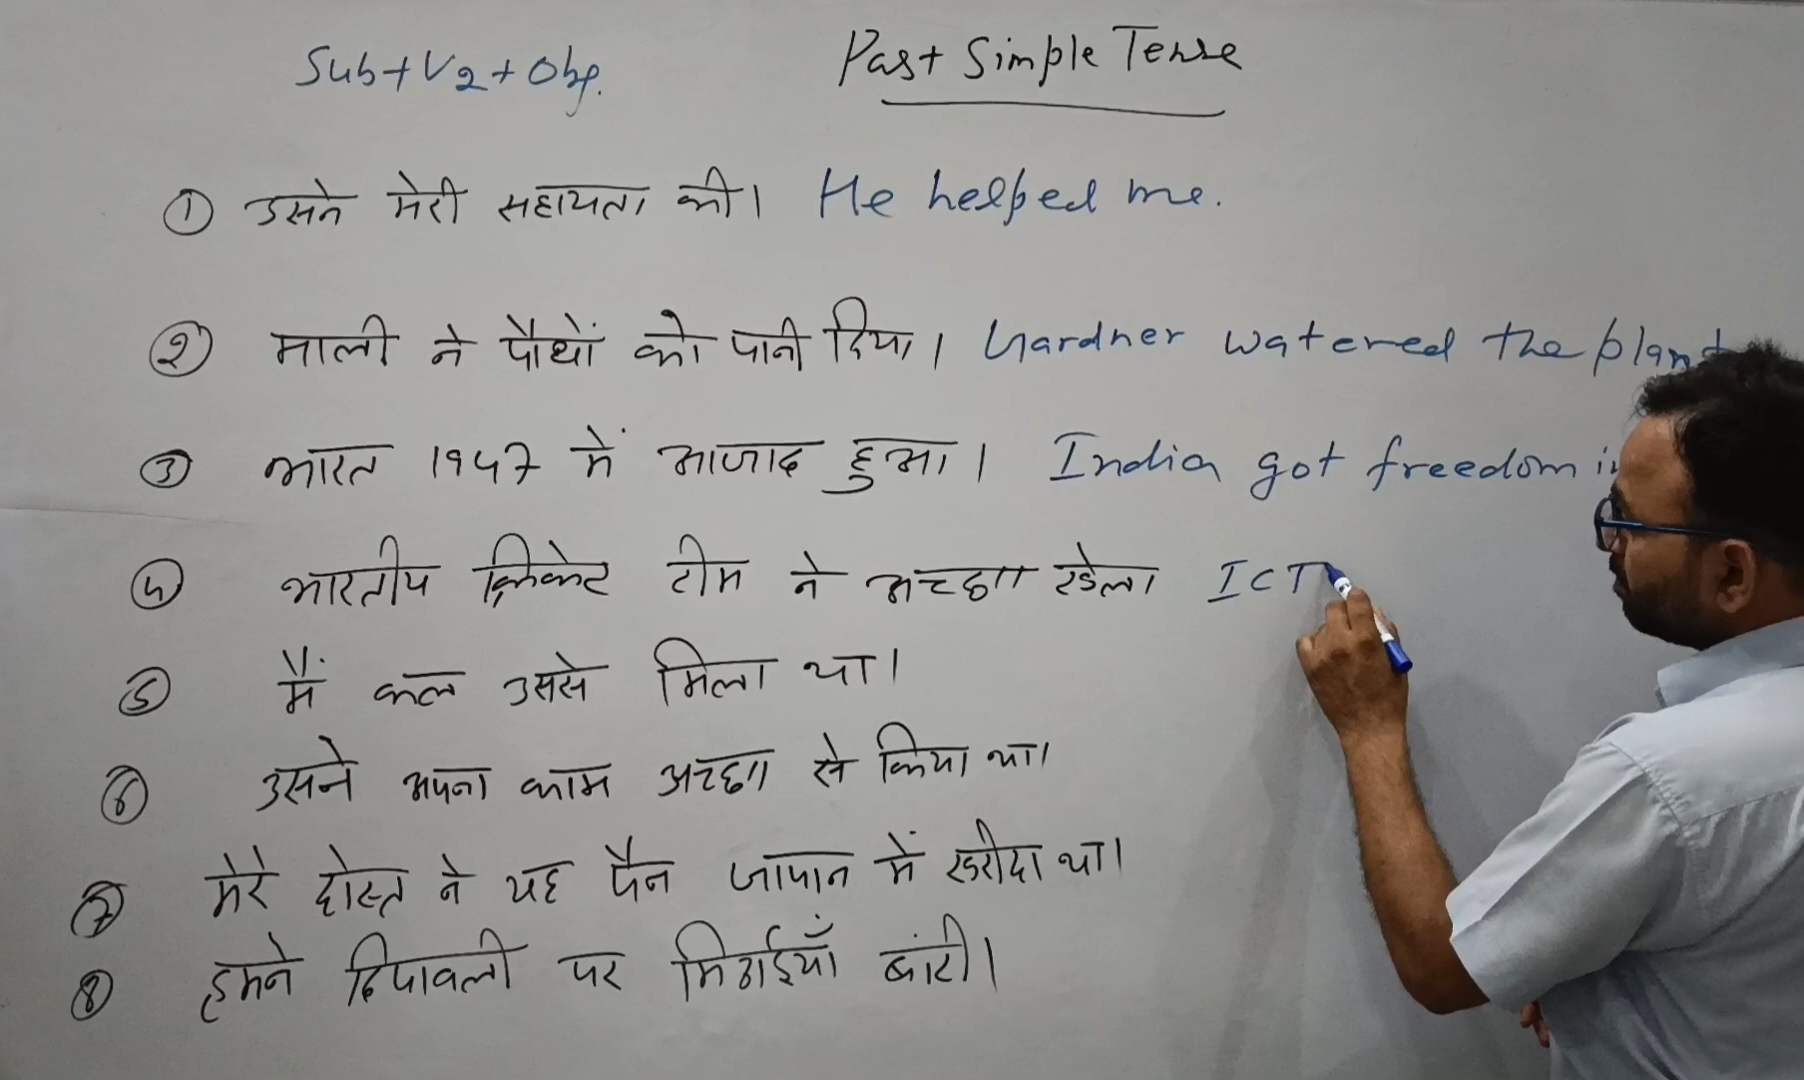 Sub+V2+Obj.
Past Simple Tense
① उसने मेरी सहायता की। He helped me.
② माली ने पौधों को पानी दिया। Gardner watered the plant
③ भारत 1947 में आजाद हुआ। India got freedom in
④ भारतीय क्रिकेट टीम ने अच्छा खेला ICT
⑤ मैं कल उससे मिला था।
⑥ उसने अपना काम अच्छा से किया था।
⑦ मेरे दोस्त ने यह पैन जापान में खरीदा था।
⑧ हमने दिपावली पर मिठाईयाँ बांटी।